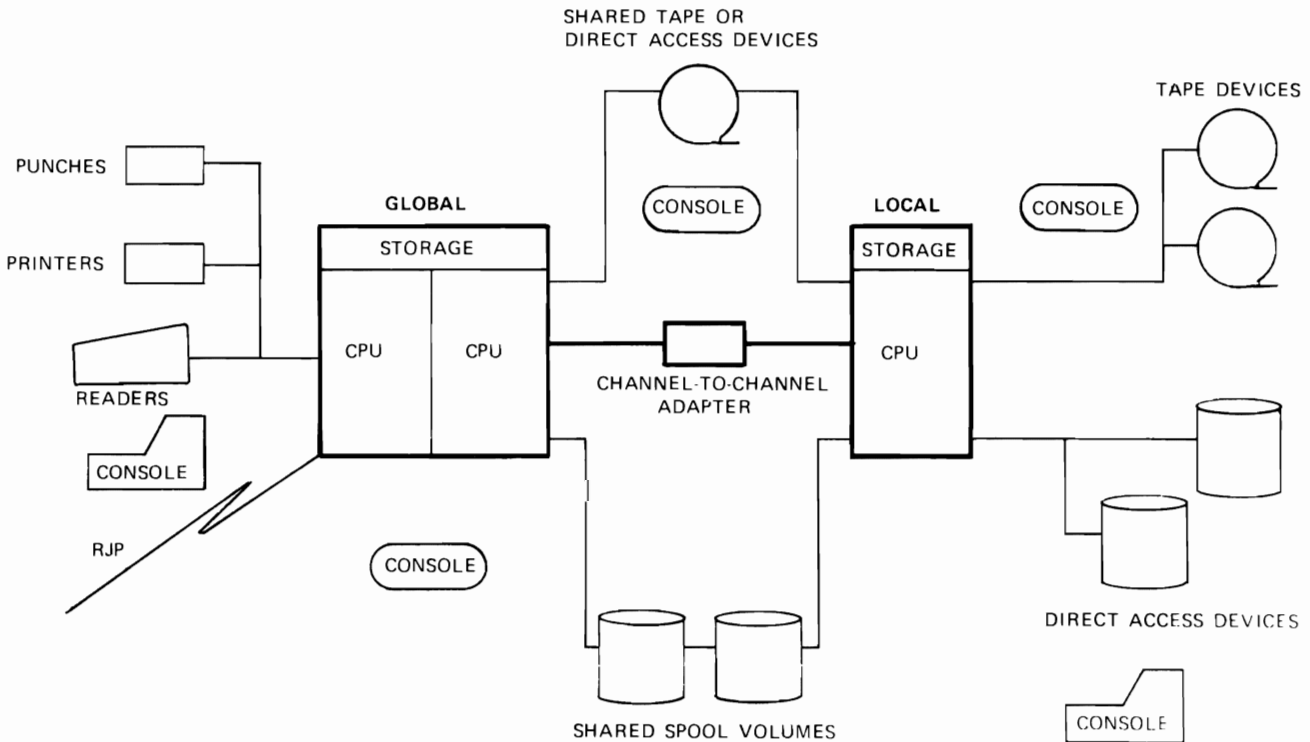 SHARED TAPE OR
DIRECT ACCESS DEVICES
TAPE DEVICES
PUNCHES
GLOBAL
CONSOLE
LOCAL
CONSOLE
STORAGE
STORAGE
PRINTERS
CPU
CPU
CPU
READERS
CHANNEL-TO-CHANNEL
ADAPTER
CONSOLE
RJP
CONSOLE
DIRECT ACCESS DEVICES
SHARED SPOOL VOLUMES
CONSOLE